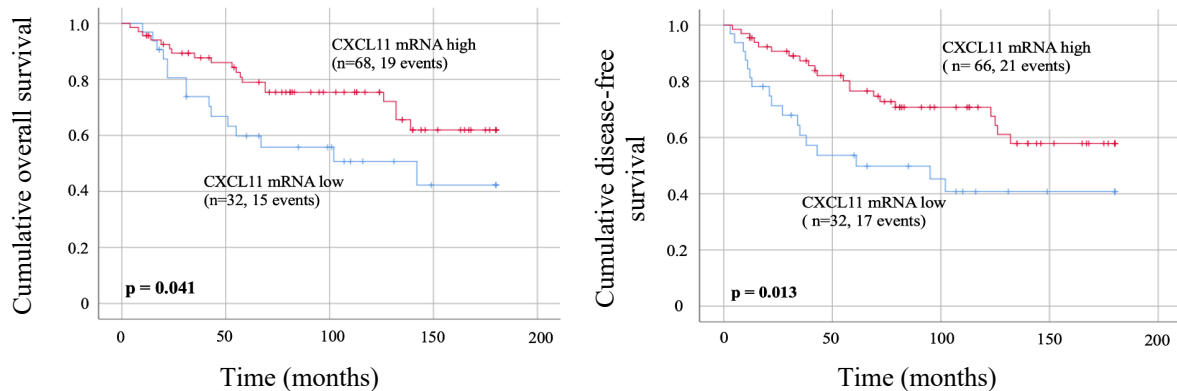 Cumulative overall survival
1.0
0.8
0.6
0.4
0.2
0
CXCL11 mRNA high
(n=68, 19 events)
CXCL11 mRNA low
(n=32, 15 events)
p = 0.041
0 50 100 150 200
Time (months)
Cumulative disease-free
survival
1.0
0.8
0.6
0.4
0.2
0
CXCL11 mRNA high
( n= 66, 21 events)
CXCL11 mRNA low
( n=32, 17 events)
p = 0.013
0 50 100 150 200
Time (months)